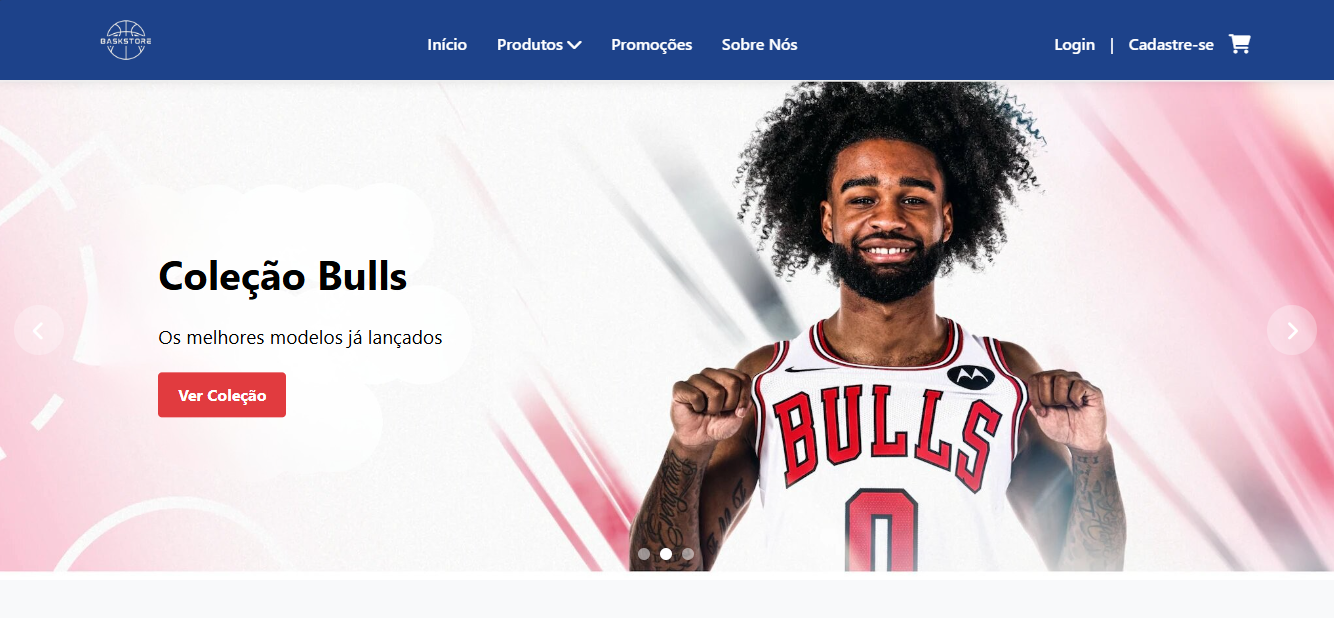 BASKSTORE
Início Produtos Promoções Sobre Nós Login | Cadastre-se
Coleção Bulls
Os melhores modelos já lançados
Ver Coleção
BULLS
0